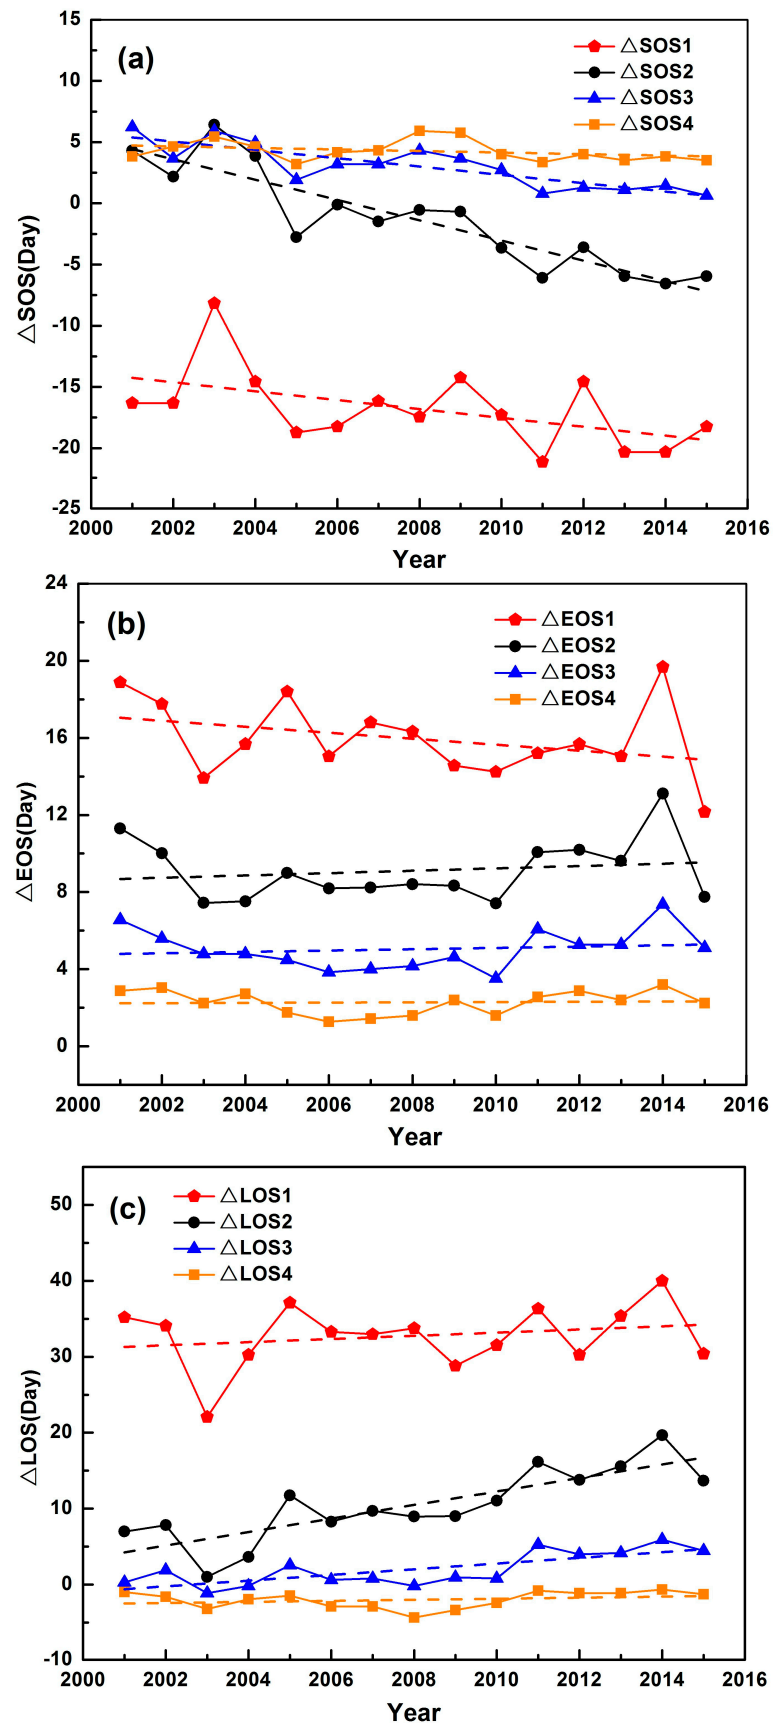 (a)
△SOS1
△SOS2
△SOS3
△SOS4
△SOS(Day)
15
10
5
0
-5
-10
-15
-20
-25
2000 2002 2004 2006 2008 2010 2012 2014 2016
Year
(b)
△EOS1
△EOS2
△EOS3
△EOS4
△EOS(Day)
24
20
16
12
8
4
0
2000 2002 2004 2006 2008 2010 2012 2014 2016
Year
(c)
△LOS1
△LOS2
△LOS3
△LOS4
△LOS(Day)
50
40
30
20
10
0
-10
2000 2002 2004 2006 2008 2010 2012 2014 2016
Year